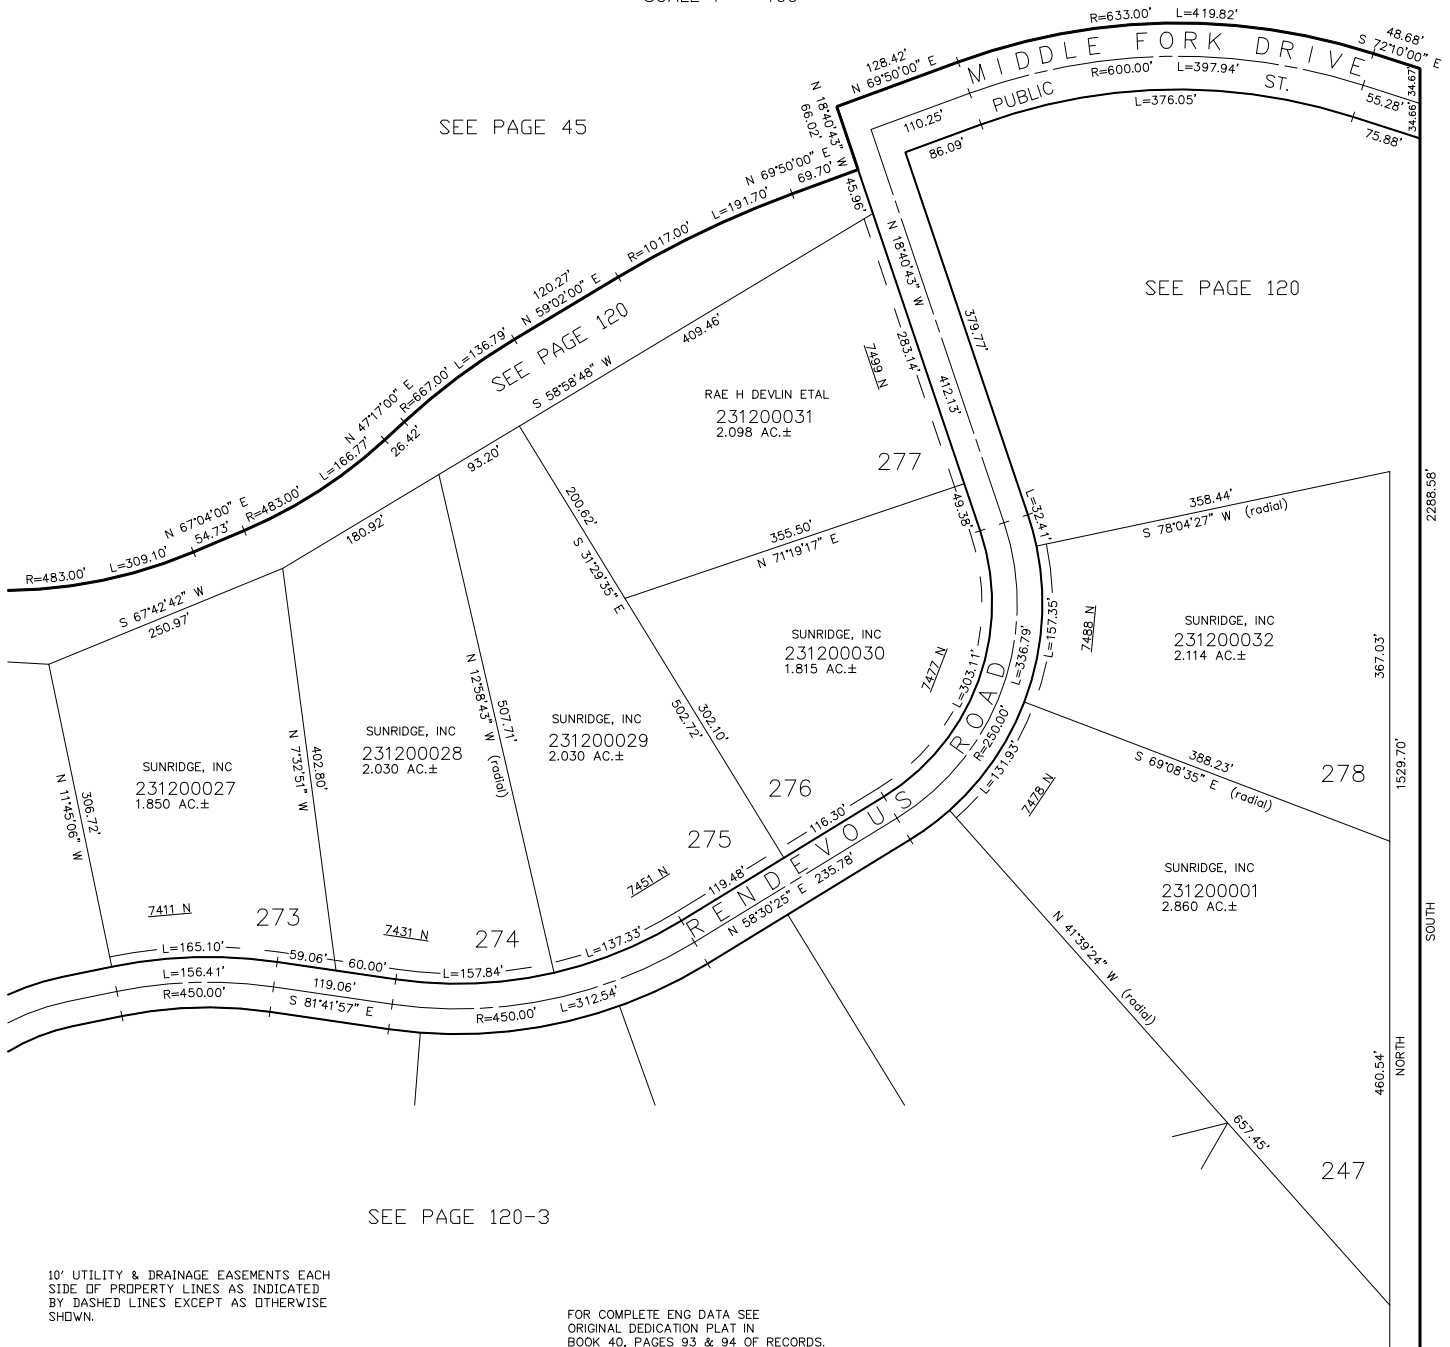 R=633.00' L=419.82'
48.68'
S 72°10'00" E
128.42'
N 69°50'00" E
MIDDLE FORK DRIVE
R=600.00' L=397.94'
PUBLIC ST.
L=376.05'
34.67'
55.28'
34.66'
75.88'
110.25'
86.09'
N 18°40'43" W
66.02'
SEE PAGE 45
N 69°50'00" E
69.70'
45.96'
L=191.70'
R=1017.00'
120.27'
N 59°02'00" E
SEE PAGE 120
409.46'
S 58°58'48" W
N 18°40'43" W
283.14'
379.77'
412.13'
SEE PAGE 120
7499 N
L=136.79'
R=667.00'
N 47°17'00" E
26.42'
L=166.77'
R=483.00'
N 67°04'00" E
54.73'
L=309.10'
R=483.00'
RAE H DEVLIN ETAL
231200031
2.098 AC.±
277
93.20'
180.92'
200.62'
S 31°29'35" E
355.50'
N 71°19'17" E
49.38'
L=32.41'
358.44'
S 78°04'27" W (radial)
2288.58'
S 67°42'42" W
250.97'
SUNRIDGE, INC
231200030
1.815 AC.±
7477 N
L=303.11'
L=336.79'
L=157.35'
7488 N
SUNRIDGE, INC
231200032
2.114 AC.±
367.03'
N 12°58'43" W (radial)
507.71'
302.10'
502.72'
SUNRIDGE, INC
231200029
2.030 AC.±
SUNRIDGE, INC
231200028
2.030 AC.±
SUNRIDGE, INC
231200027
1.850 AC.±
N 7°32'51" W
402.80'
N 11°45'06" W
306.72'
276
275
R=250.00'
L=131.93'
7478 N
388.23'
S 69°08'35" E (radial)
278
1529.70'
116.30'
119.48'
RENDEVOUS ROAD
N 58°30'25" E 235.78'
7451 N
SUNRIDGE, INC
231200001
2.860 AC.±
7411 N
273
7431 N
274
L=137.33'
L=165.10'
59.06'
60.00'
L=157.84'
L=156.41'
R=450.00'
119.06'
S 81°41'57" E
R=450.00'
L=312.54'
N 41°39'24" W (radial)
SOUTH
NORTH
460.54'
657.45'
247
SEE PAGE 120-3
10' UTILITY & DRAINAGE EASEMENTS EACH
SIDE OF PROPERTY LINES AS INDICATED
BY DASHED LINES EXCEPT AS OTHERWISE
SHOWN.
FOR COMPLETE ENG DATA SEE
ORIGINAL DEDICATION PLAT IN
BOOK 40, PAGES 93 & 94 OF RECORDS.